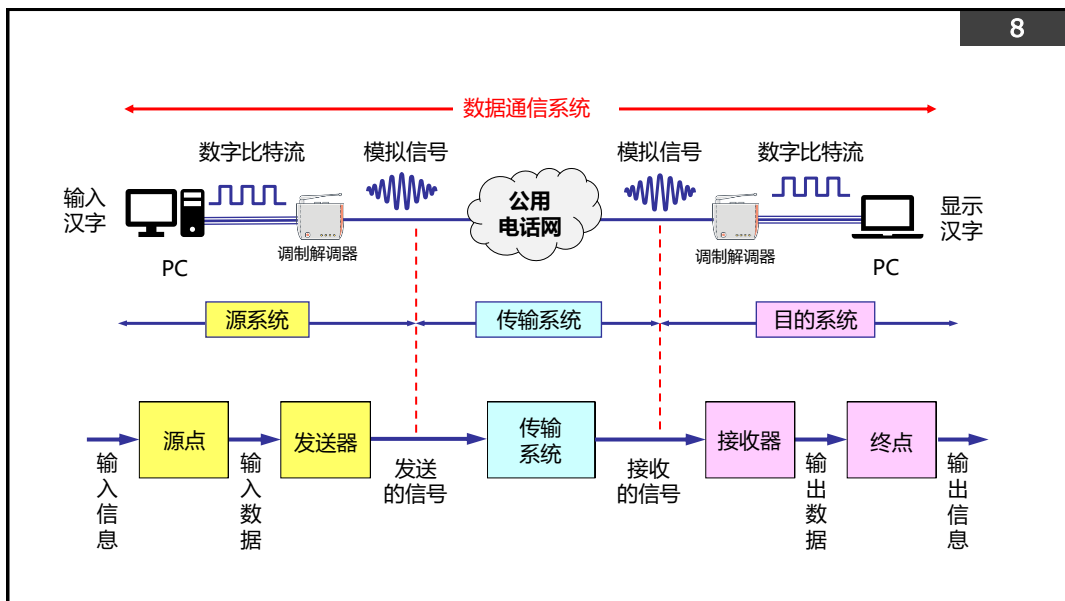 8
数据通信系统
数字比特流
模拟信号
模拟信号
数字比特流
输入
汉字
公用
电话网
显示
汉字
PC
调制解调器
调制解调器
PC
源系统
传输系统
目的系统
源点
发送器
传输
系统
接收器
终点
输入信息
输入数据
发送
的信号
接收
的信号
输出数据
输出信息